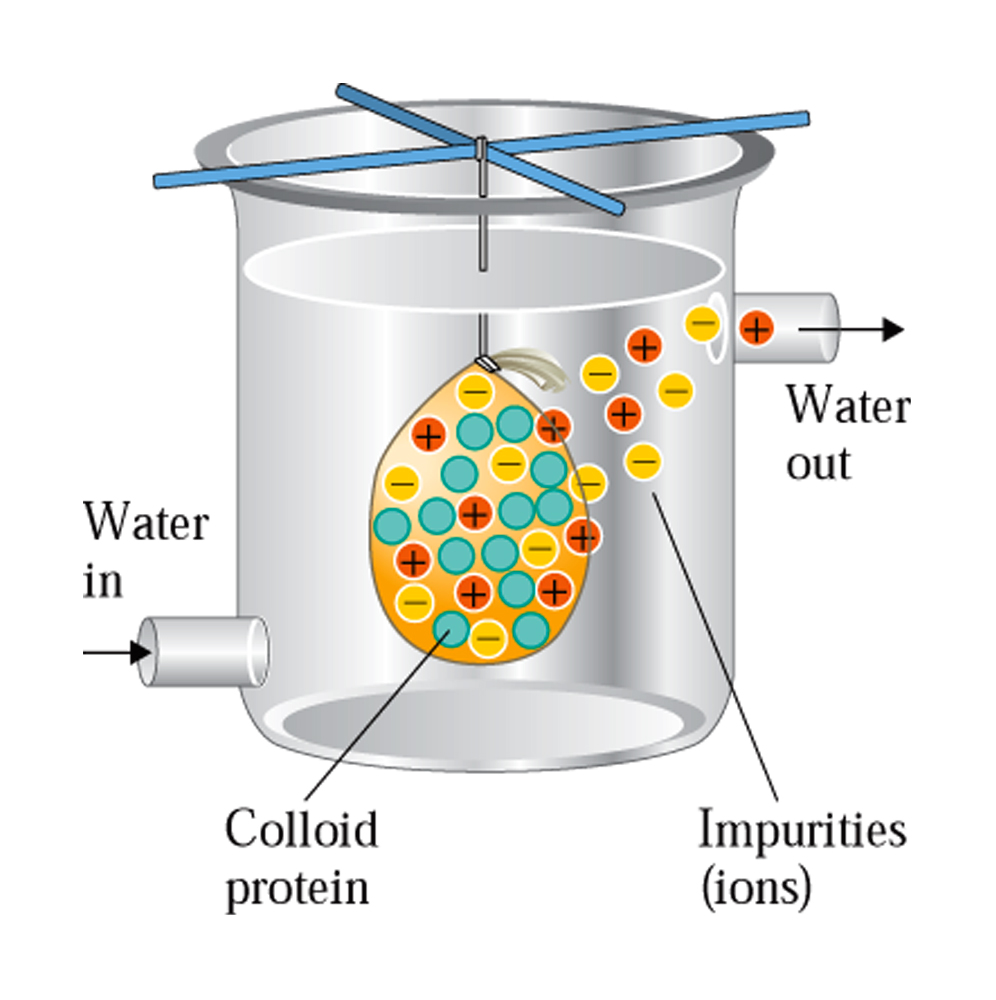 Water
out
Water
in
Colloid
protein
Impurities
(ions)